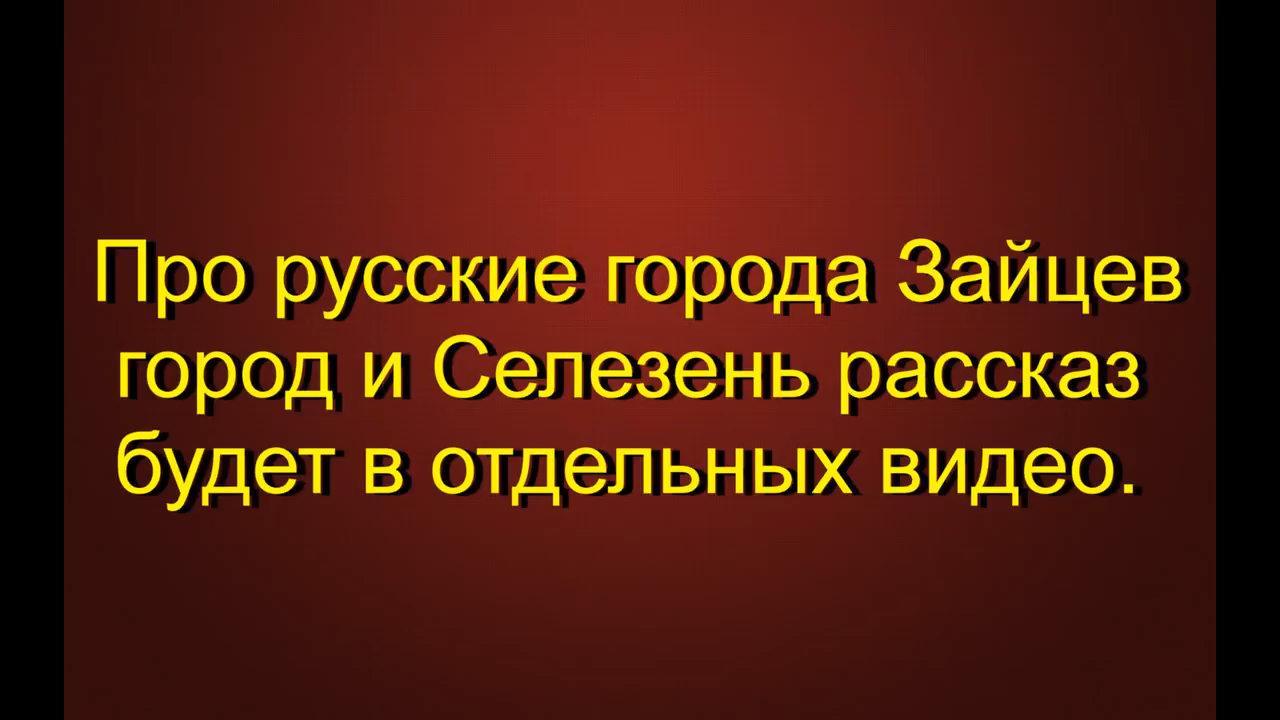 Про русские города Зайцев
город и Селезень рассказ
будет в отдельных видео.